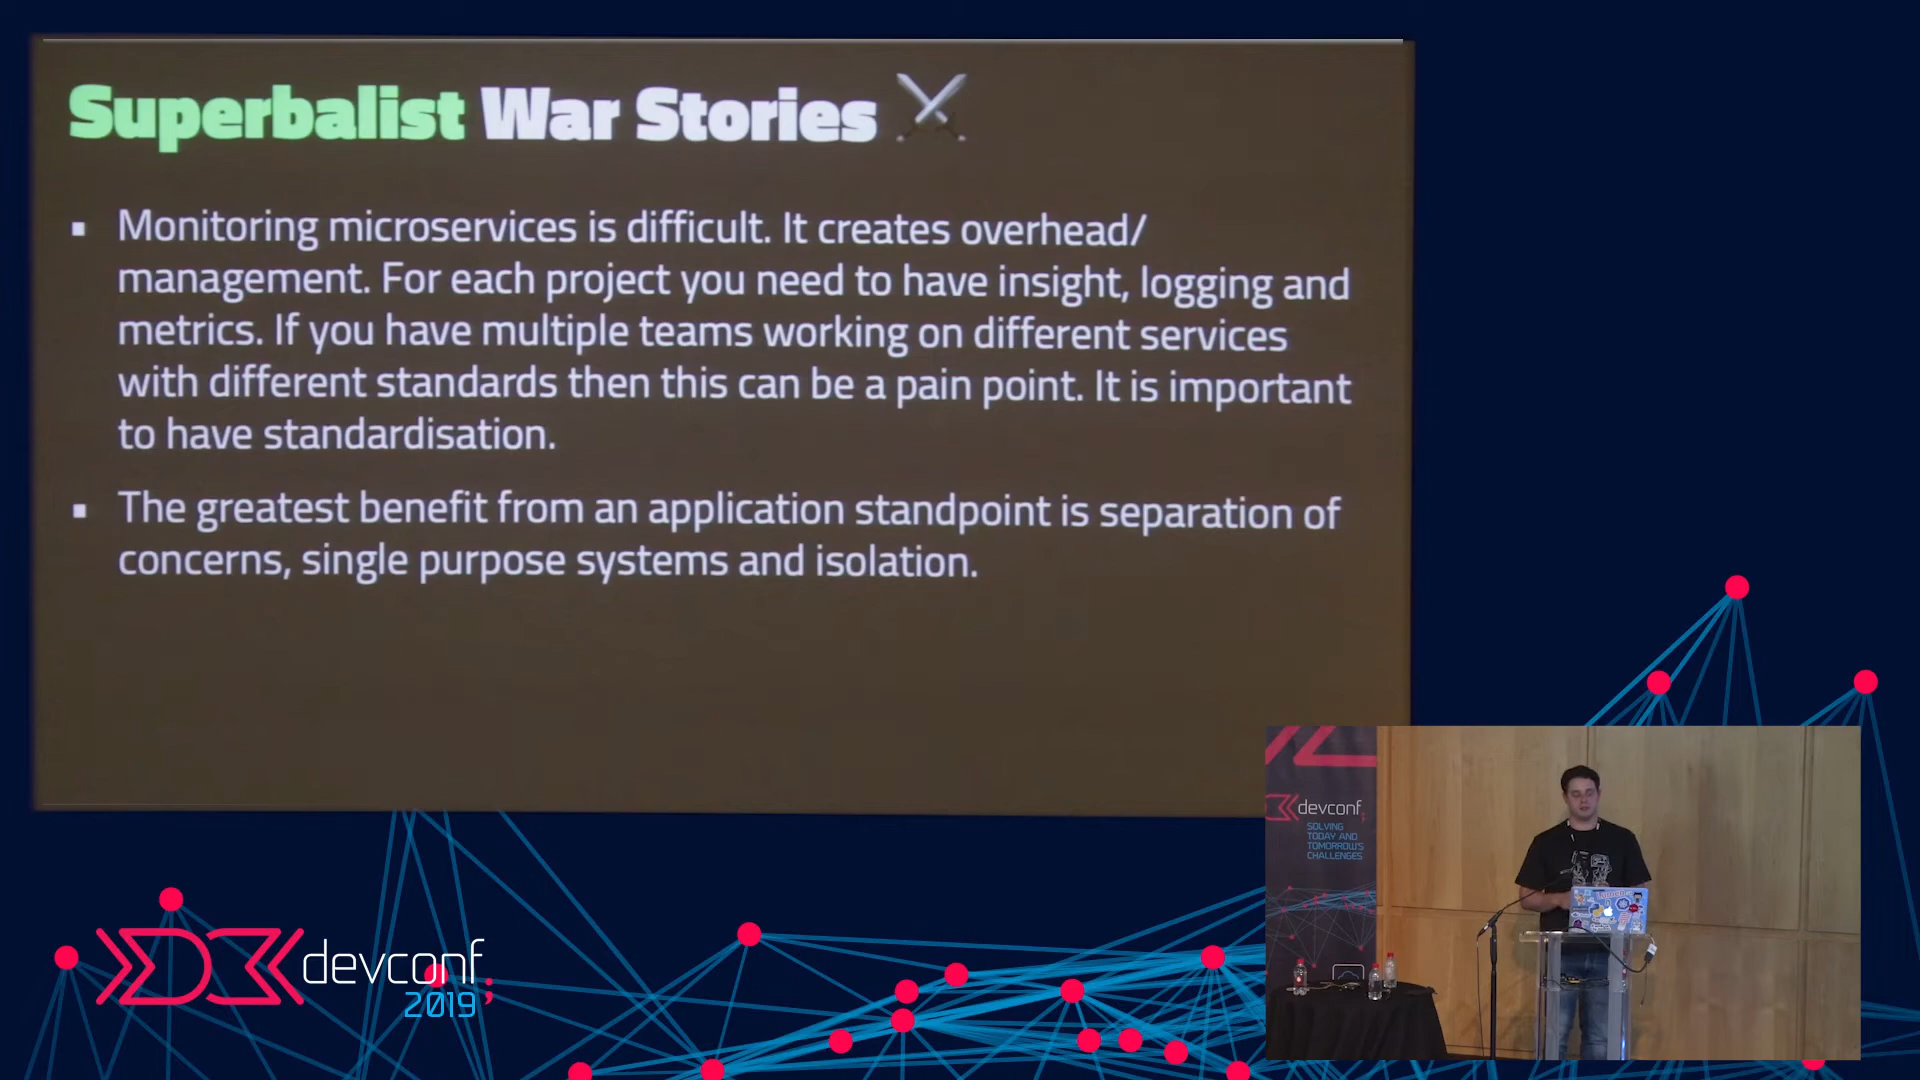 Superbalist War Stories
Monitoring microservices is difficult. It creates overhead/
management. For each project you need to have insight, logging and
metrics. If you have multiple teams working on different services
with different standards then this can be a pain point. It is important
to have standardisation.
The greatest benefit from an application standpoint is separation of
concerns, single purpose systems and isolation.
devconf;
SOLVING
TODAY AND
TOMORROW'S
CHALLENGES
devconf;
2019